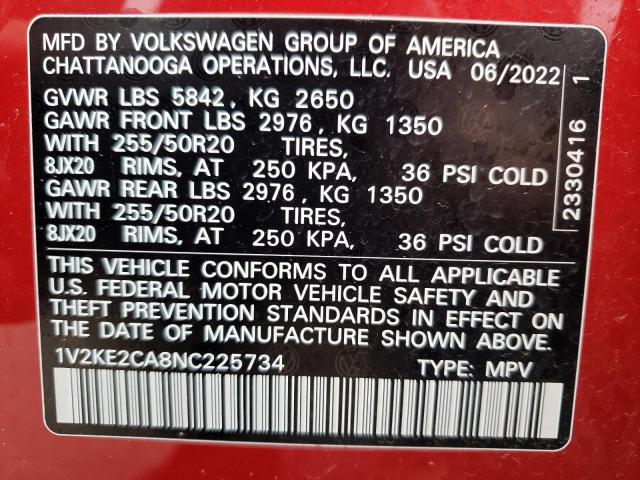 MFD BY VOLKSWAGEN GROUP OF AMERICA
CHATTANOOGA OPERATIONS, LLC. USA 06/2022
GVWR LBS 5842, KG 2650
GAWR FRONT LBS 2976, KG 1350
WITH 255/50R20 TIRES,
8JX20 RIMS, AT 250 KPA, 36 PSI COLD
GAWR REAR LBS 2976, KG 1350
WITH 255/50R20 TIRES,
8JX20 RIMS, AT 250 KPA, 36 PSI COLD
THIS VEHICLE CONFORMS TO ALL APPLICABLE
U.S. FEDERAL MOTOR VEHICLE SAFETY AND
THEFT PREVENTION STANDARDS IN EFFECT ON
THE DATE OF MANUFACTURE SHOWN ABOVE.
1V2KE2CA8NC225734 TYPE: MPV
2330416 1